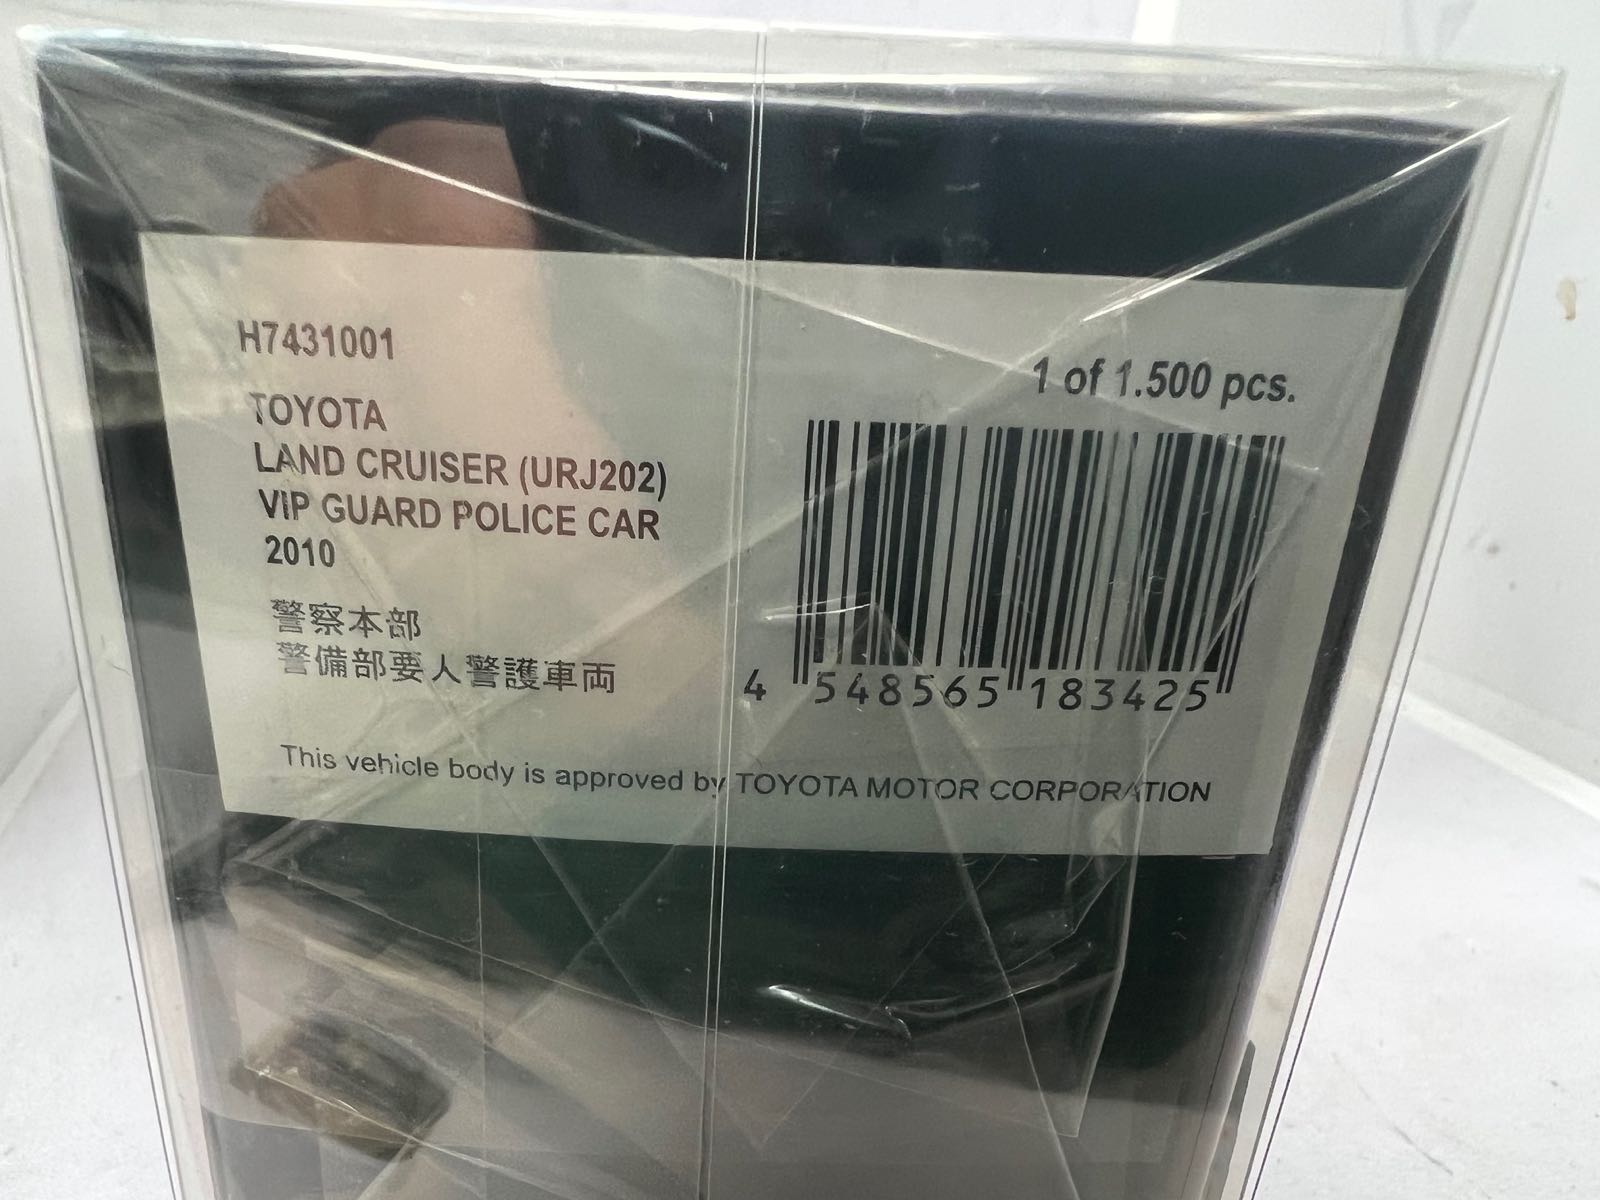 H7431001
1 of 1.500 pcs.
TOYOTA
LAND CRUISER (URJ202)
VIP GUARD POLICE CAR
2010
警察本部
警備部要人警護車両
4 548565 183425
This vehicle body is approved by TOYOTA MOTOR CORPORATION